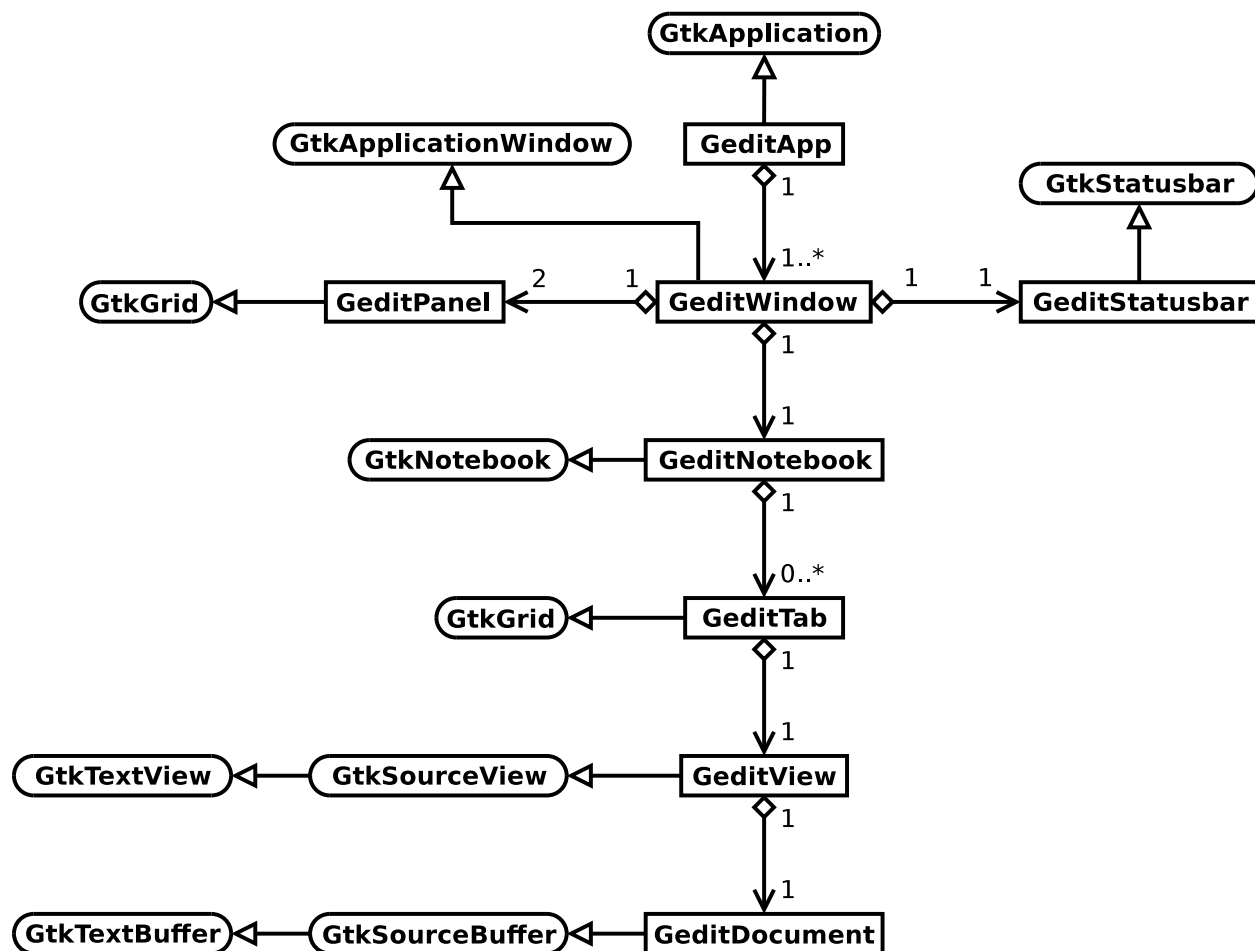 GtkApplication
GtkApplicationWindow
GeditApp
1
GtkStatusbar
1..*
GtkGrid
2
GeditPanel
1
GeditWindow
1
1
GeditStatusbar
1
1
GtkNotebook
GeditNotebook
1
0..*
GtkGrid
GeditTab
1
1
GtkTextView
GtkSourceView
GeditView
1
1
GtkTextBuffer
GtkSourceBuffer
GeditDocument